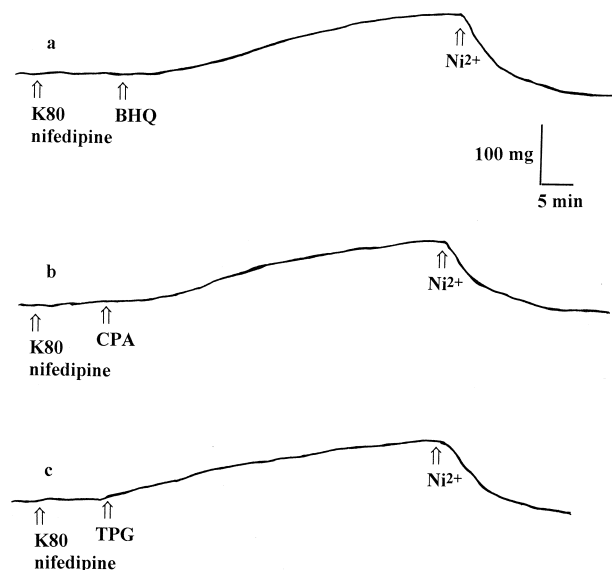 a
Ni2+
K80 BHQ
nifedipine
100 mg
5 min
b
Ni2+
K80 CPA
nifedipine
c
Ni2+
K80 TPG
nifedipine